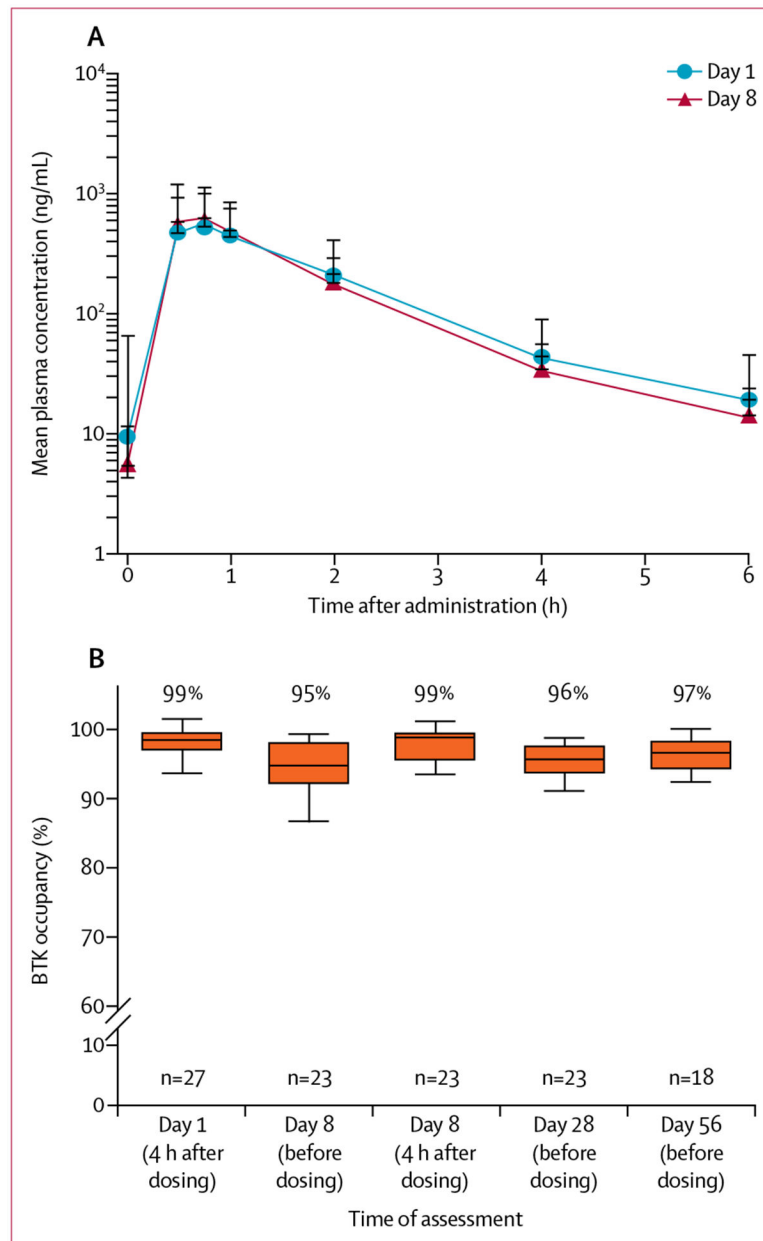 A
10⁴
10³
10²
10
1
Mean plasma concentration (ng/mL)
Day 1
Day 8
0 1 2 3 4 5 6
Time after administration (h)
B
99% 95% 99% 96% 97%
100
90
80
70
60
10
0
BTK occupancy (%)
n=27 n=23 n=23 n=23 n=18
Day 1 Day 8 Day 8 Day 28 Day 56
(4 h after (before (4 h after (before (before
dosing) dosing) dosing) dosing) dosing)
Time of assessment